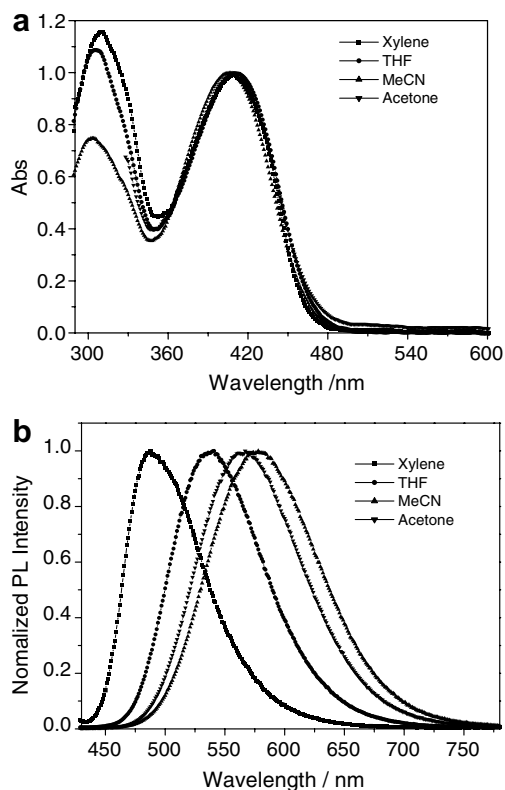 a
1.2
1.0
0.8
0.6
0.4
0.2
0.0
Abs
Xylene
THF
MeCN
Acetone
300 360 420 480 540 600
Wavelength /nm
b
1.0
0.8
0.6
0.4
0.2
0.0
Nomalized PL Intensity
Xylene
THF
MeCN
Acetone
450 500 550 600 650 700 750
Wavelength / nm